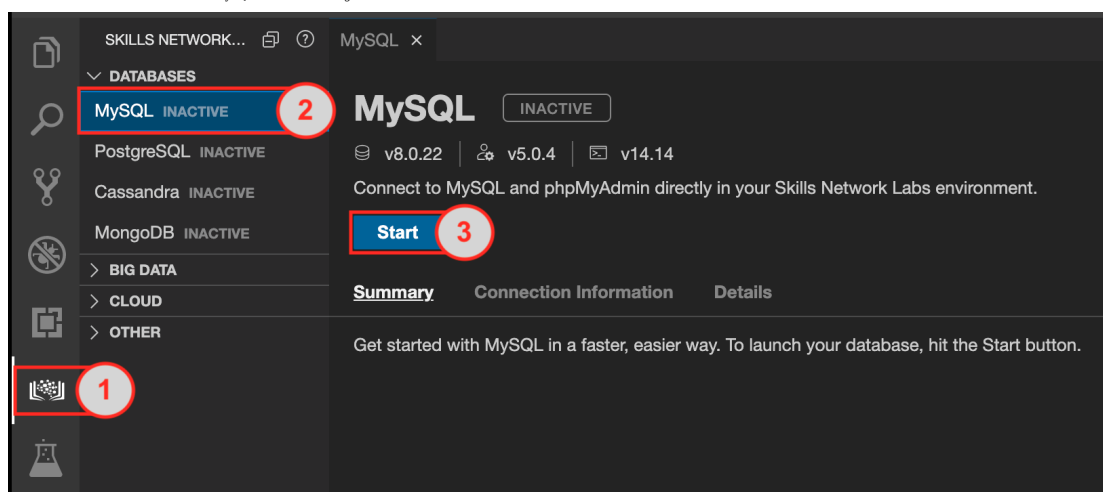 SKILLS NETWORK...
MySQL ×
DATABASES
MySQL INACTIVE
2
PostgreSQL INACTIVE
Cassandra INACTIVE
MongoDB INACTIVE
BIG DATA
CLOUD
OTHER
1
MySQL INACTIVE
v8.0.22 v5.0.4 v14.14
Connect to MySQL and phpMyAdmin directly in your Skills Network Labs environment.
Start
3
Summary Connection Information Details
Get started with MySQL in a faster, easier way. To launch your database, hit the Start button.